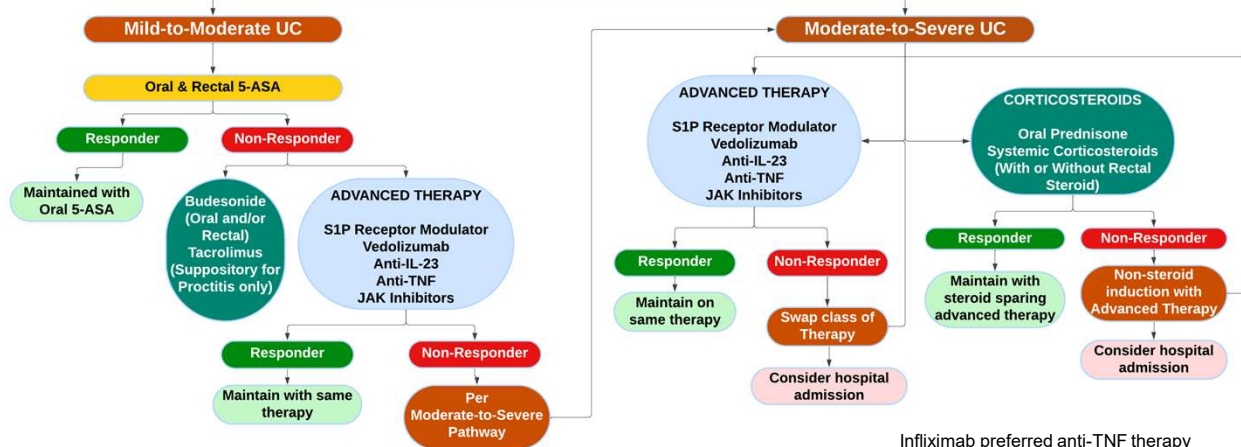 Mild-to-Moderate UC
Oral & Rectal 5-ASA
Responder
Non-Responder
Maintained with
Oral 5-ASA
Budesonide
(Oral and/or
Rectal)
Tacrolimus
(Suppository for
Proctitis only)
ADVANCED THERAPY
S1P Receptor Modulator
Vedolizumab
Anti-IL-23
Anti-TNF
JAK Inhibitors
Responder
Non-Responder
Maintain with same
therapy
Per
Moderate-to-Severe
Pathway
Moderate-to-Severe UC
ADVANCED THERAPY
S1P Receptor Modulator
Vedolizumab
Anti-IL-23
Anti-TNF
JAK Inhibitors
Responder
Non-Responder
Maintain on
same therapy
Swap class of
Therapy
Consider hospital
admission
CORTICOSTEROIDS
Oral Prednisone
Systemic Corticosteroids
(With or Without Rectal
Steroid)
Responder
Non-Responder
Maintain with
steroid sparing
advanced therapy
Non-steroid
induction with
Advanced Therapy
Consider hospital
admission
Infliximab preferred anti-TNF therapy